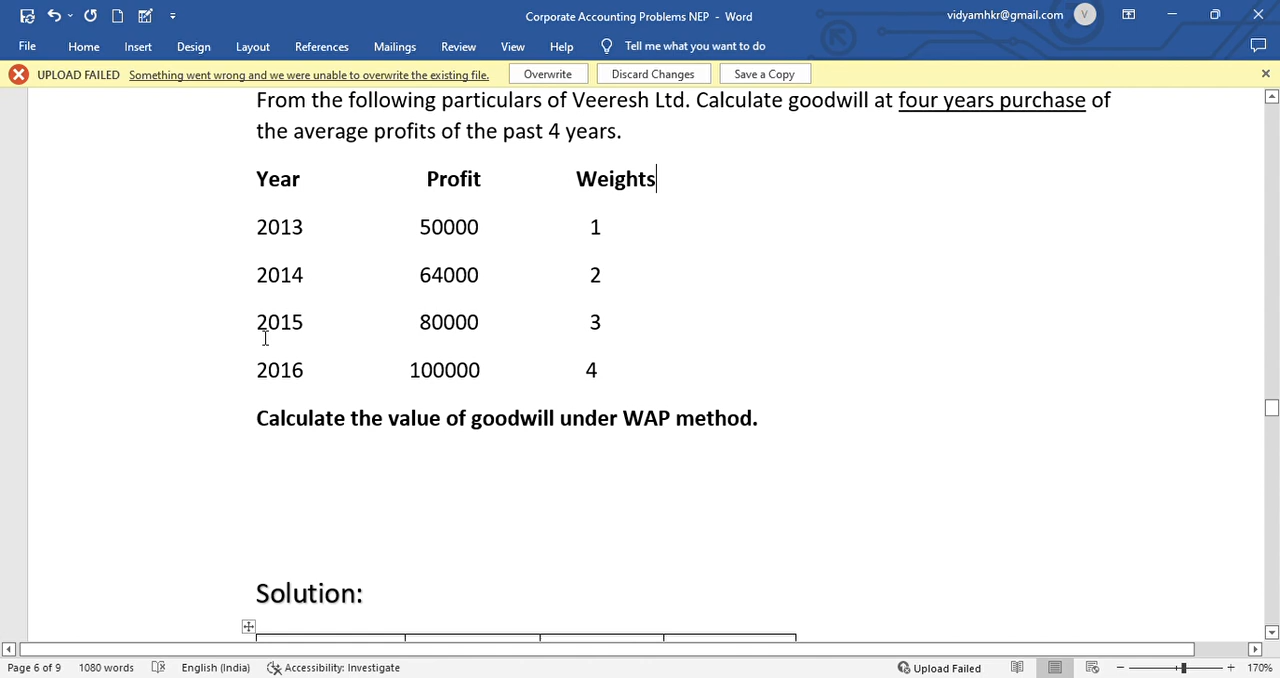 Corporate Accounting Problems NEP - Word
vidyamhkr@gmail.com V
File Home Insert Design Layout References Mailings Review View Help Tell me what you want to do
UPLOAD FAILED Something went wrong and we were unable to overwrite the existing file. Overwrite Discard Changes Save a Copy
From the following particulars of Veeresh Ltd. Calculate goodwill at four years purchase of
the average profits of the past 4 years.
Year Profit Weights
2013 50000 1
2014 64000 2
2015 80000 3
2016 100000 4
Calculate the value of goodwill under WAP method.
Solution:
Page 6 of 9 1080 words English (India) Accessibility: Investigate Upload Failed 170%